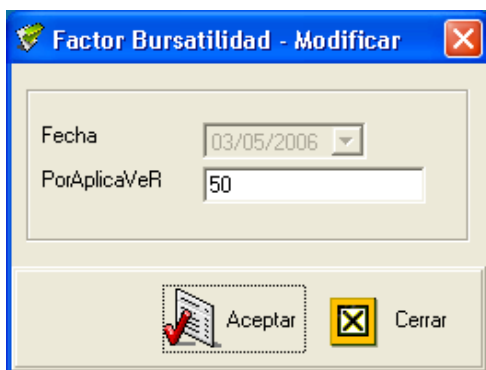 Factor Bursatilidad - Modificar
Fecha 03/05/2006
PorAplicaVeR 50
Aceptar Cerrar